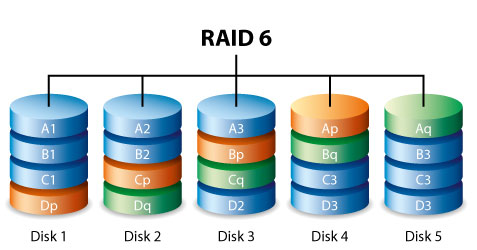 RAID 6
A1 A2 A3 Ap Aq
B1 B2 Bp Bq B3
C1 Cp Cq C3 C3
Dp Dq D2 D3 D3
Disk 1 Disk 2 Disk 3 Disk 4 Disk 5